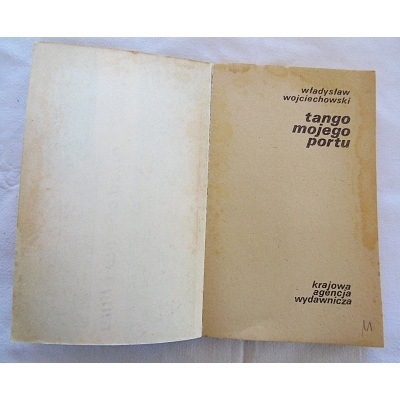 władysław
wojciechowski
tango
mojego
portu
krajowa
agencja
wydawnicza